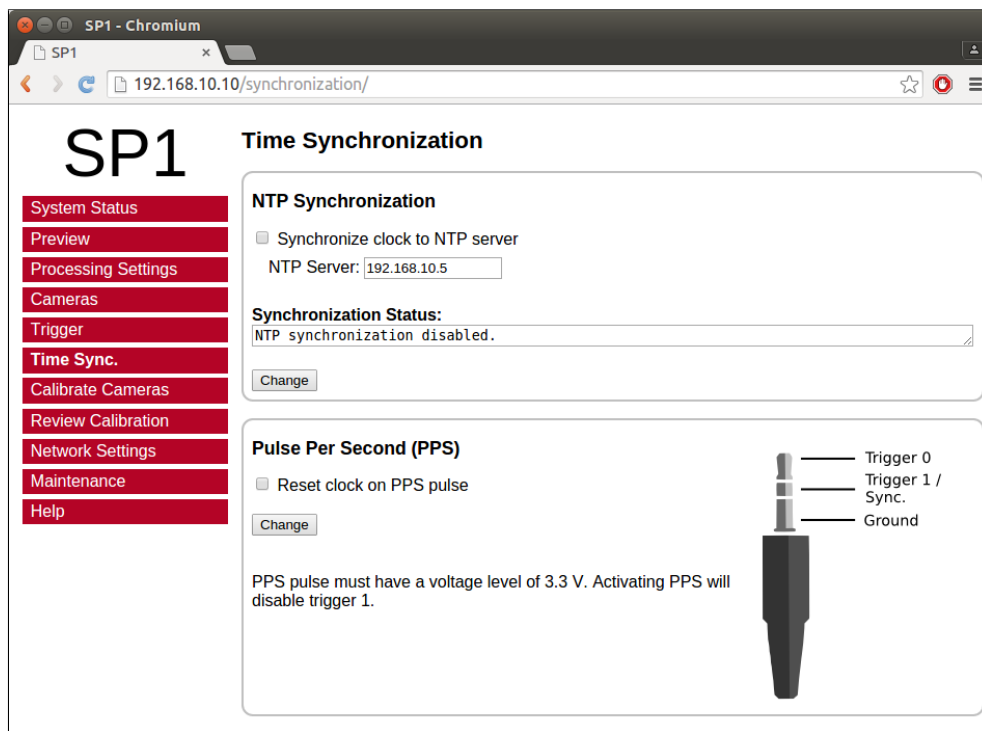 SP1 - Chromium
SP1
192.168.10.10/synchronization/
SP1
System Status
Preview
Processing Settings
Cameras
Trigger
Time Sync.
Calibrate Cameras
Review Calibration
Network Settings
Maintenance
Help
Time Synchronization
NTP Synchronization
Synchronize clock to NTP server
NTP Server: 192.168.10.5
Synchronization Status:
NTP synchronization disabled.
Change
Pulse Per Second (PPS)
Reset clock on PPS pulse
Change
PPS pulse must have a voltage level of 3.3 V. Activating PPS will
disable trigger 1.
Trigger 0
Trigger 1 /
Sync.
Ground